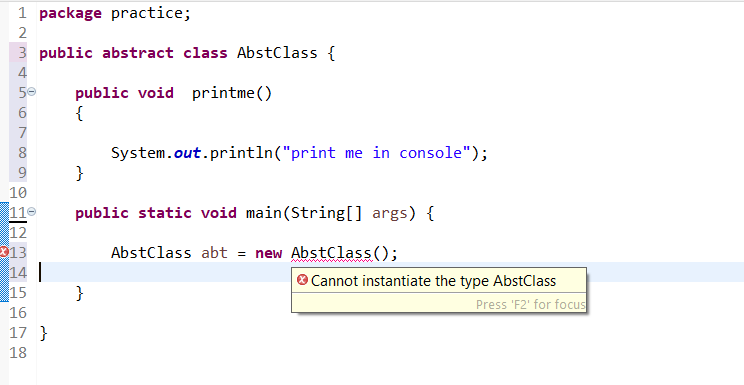 1 package practice;
2
3 public abstract class AbstClass {
4
5 public void  printme()
6 {
7
8 System.out.println("print me in console");
9 }
10
11 public static void main(String[] args) {
12
13 AbstClass abt = new AbstClass();
14 Cannot instantiate the type AbstClass
15 }
Press 'F2' for focus
16
17 }
18